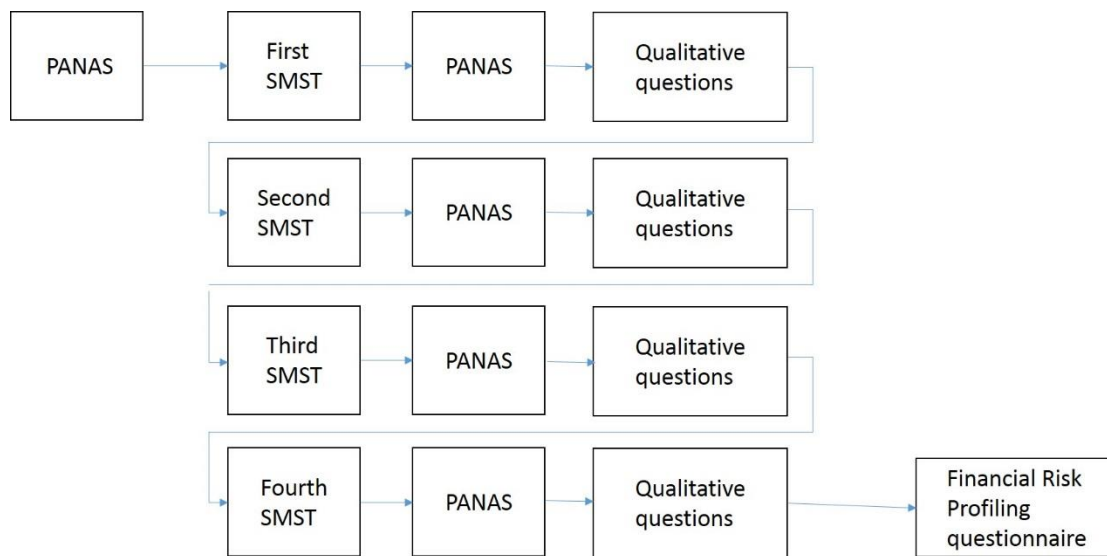 PANAS
First
SMST
PANAS
Qualitative
questions
Second
SMST
PANAS
Qualitative
questions
Third
SMST
PANAS
Qualitative
questions
Fourth
SMST
PANAS
Qualitative
questions
Financial Risk
Profiling
questionnaire